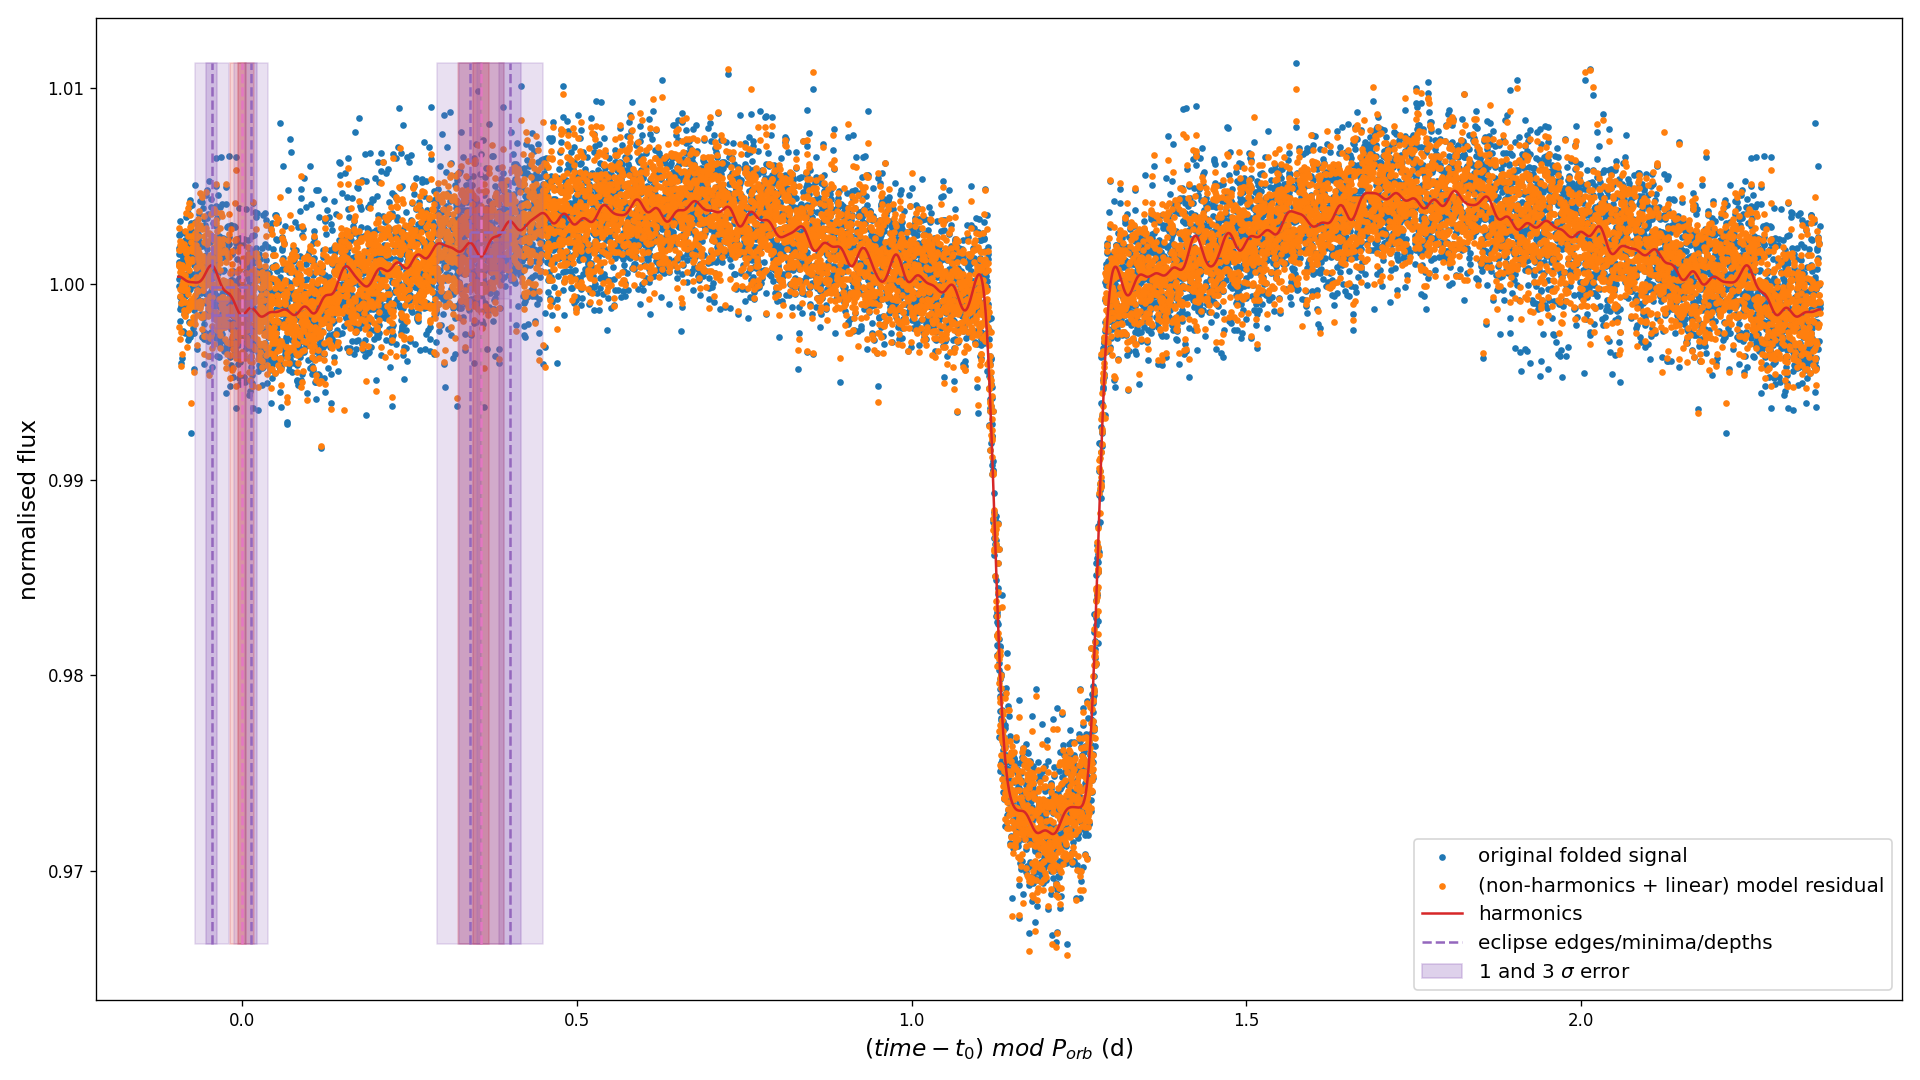 normalised flux
1.01
1.00
0.99
0.98
0.97
0.0
0.5
1.0
1.5
2.0
(time − t₀) mod Pₒᵣb (d)
original folded signal
(non-harmonics + linear) model residual
harmonics
eclipse edges/minima/depths
1 and 3 σ error